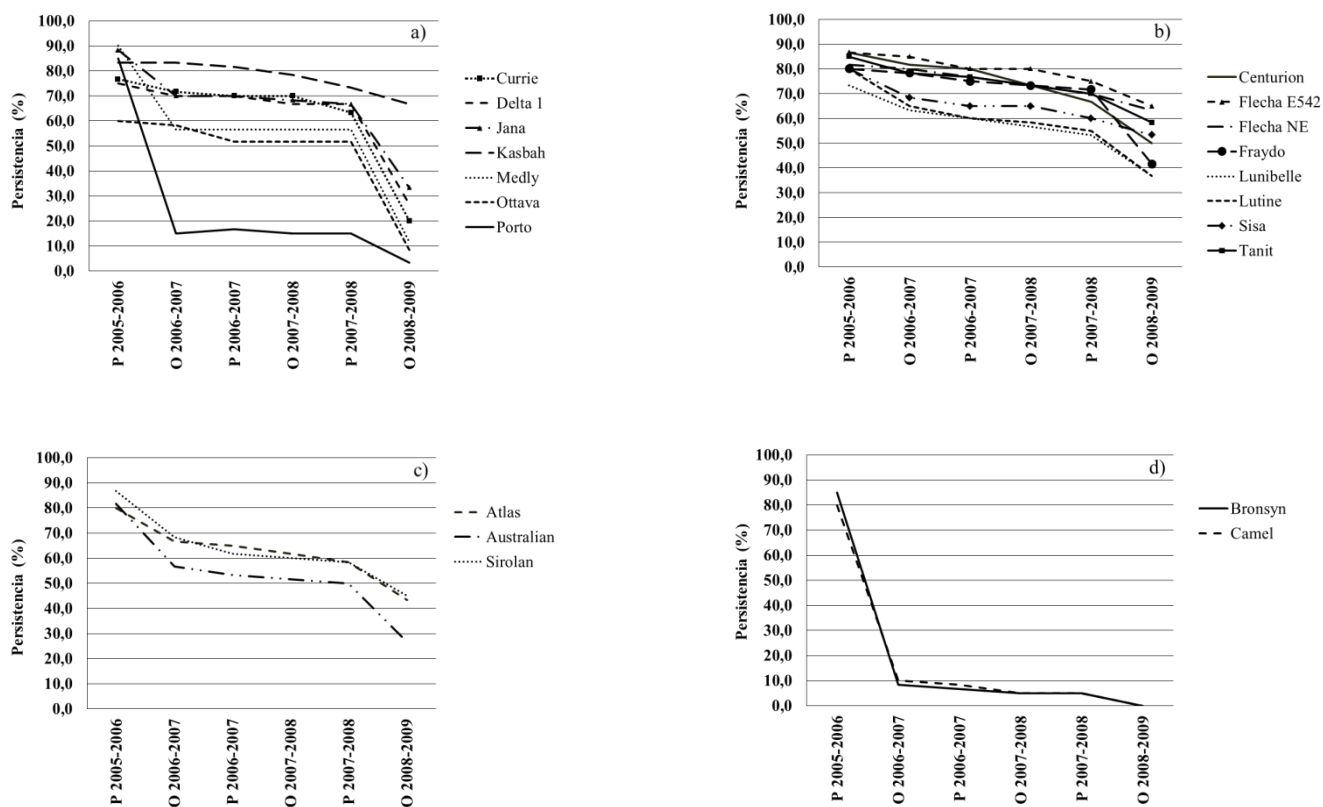 a)
Persistencia (%)
100,0
90,0
80,0
70,0
60,0
50,0
40,0
30,0
20,0
10,0
0,0
P 2005-2006
O 2006-2007
P 2006-2007
O 2007-2008
P 2007-2008
O 2008-2009
Currie
Delta 1
Jana
Kasbah
Medly
Ottava
Porto
b)
Persistencia (%)
100,0
90,0
80,0
70,0
60,0
50,0
40,0
30,0
20,0
10,0
0,0
P 2005-2006
O 2006-2007
P 2006-2007
O 2007-2008
P 2007-2008
O 2008-2009
Centurion
Flecha E542
Flecha NE
Fraydo
Lunibelle
Lutine
Sisa
Tanit
c)
Persistencia (%)
100,0
90,0
80,0
70,0
60,0
50,0
40,0
30,0
20,0
10,0
0,0
P 2005-2006
O 2006-2007
P 2006-2007
O 2007-2008
P 2007-2008
O 2008-2009
Atlas
Australian
Sirolan
d)
Persistencia (%)
100,0
90,0
80,0
70,0
60,0
50,0
40,0
30,0
20,0
10,0
0,0
P 2005-2006
O 2006-2007
P 2006-2007
O 2007-2008
P 2007-2008
O 2008-2009
Bronsyn
Camel